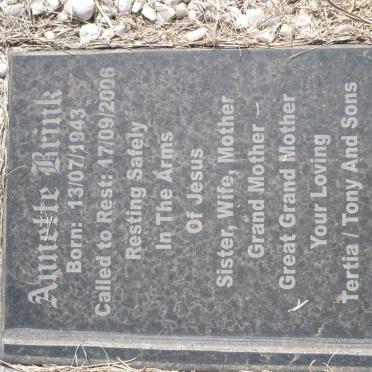 Annette Brink
Born: 13/07/1943
Called to Rest: 17/09/2006
Resting Safely
In The Arms
Of Jesus
Sister, Wife, Mother
Grand Mother
Great Grand Mother
Your Loving
Tertia / Tony And Sons